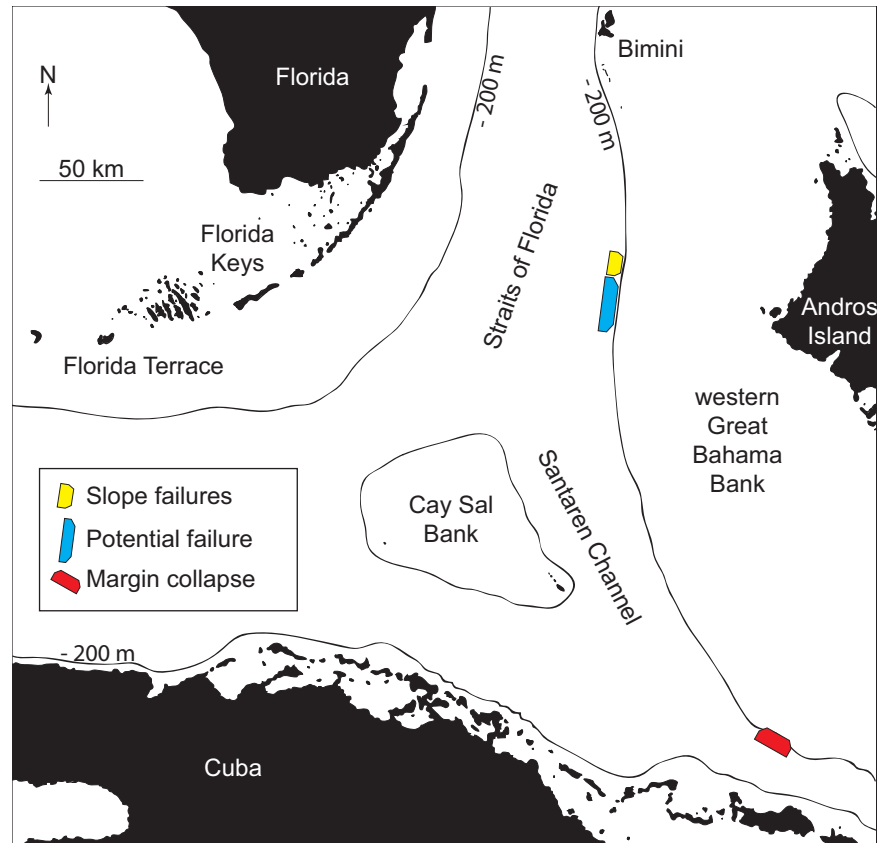 Florida
Bimini
N
- 200 m
- 200 m
50 km
Straits of Florida
Florida
Keys
Andros
Island
Florida Terrace
western
Great
Bahama
Bank
Santaren Channel
Slope failures
Potential failure
Margin collapse
Cay Sal
Bank
- 200 m
Cuba